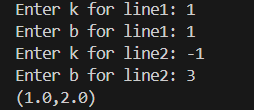 Enter k for line1: 1
Enter b for line1: 1
Enter k for line2: -1
Enter b for line2: 3
(1.0,2.0)